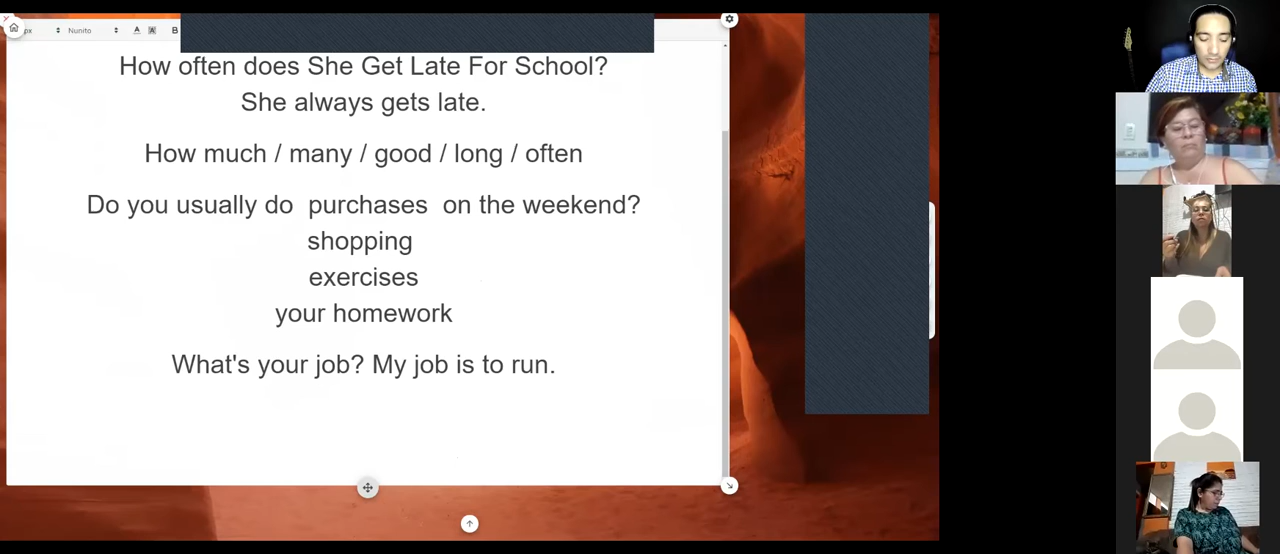 px Nunito A A B
How often does She Get Late For School?
She always gets late.
How much / many / good / long / often
Do you usually do purchases on the weekend?
shopping
exercises
your homework
What's your job? My job is to run.